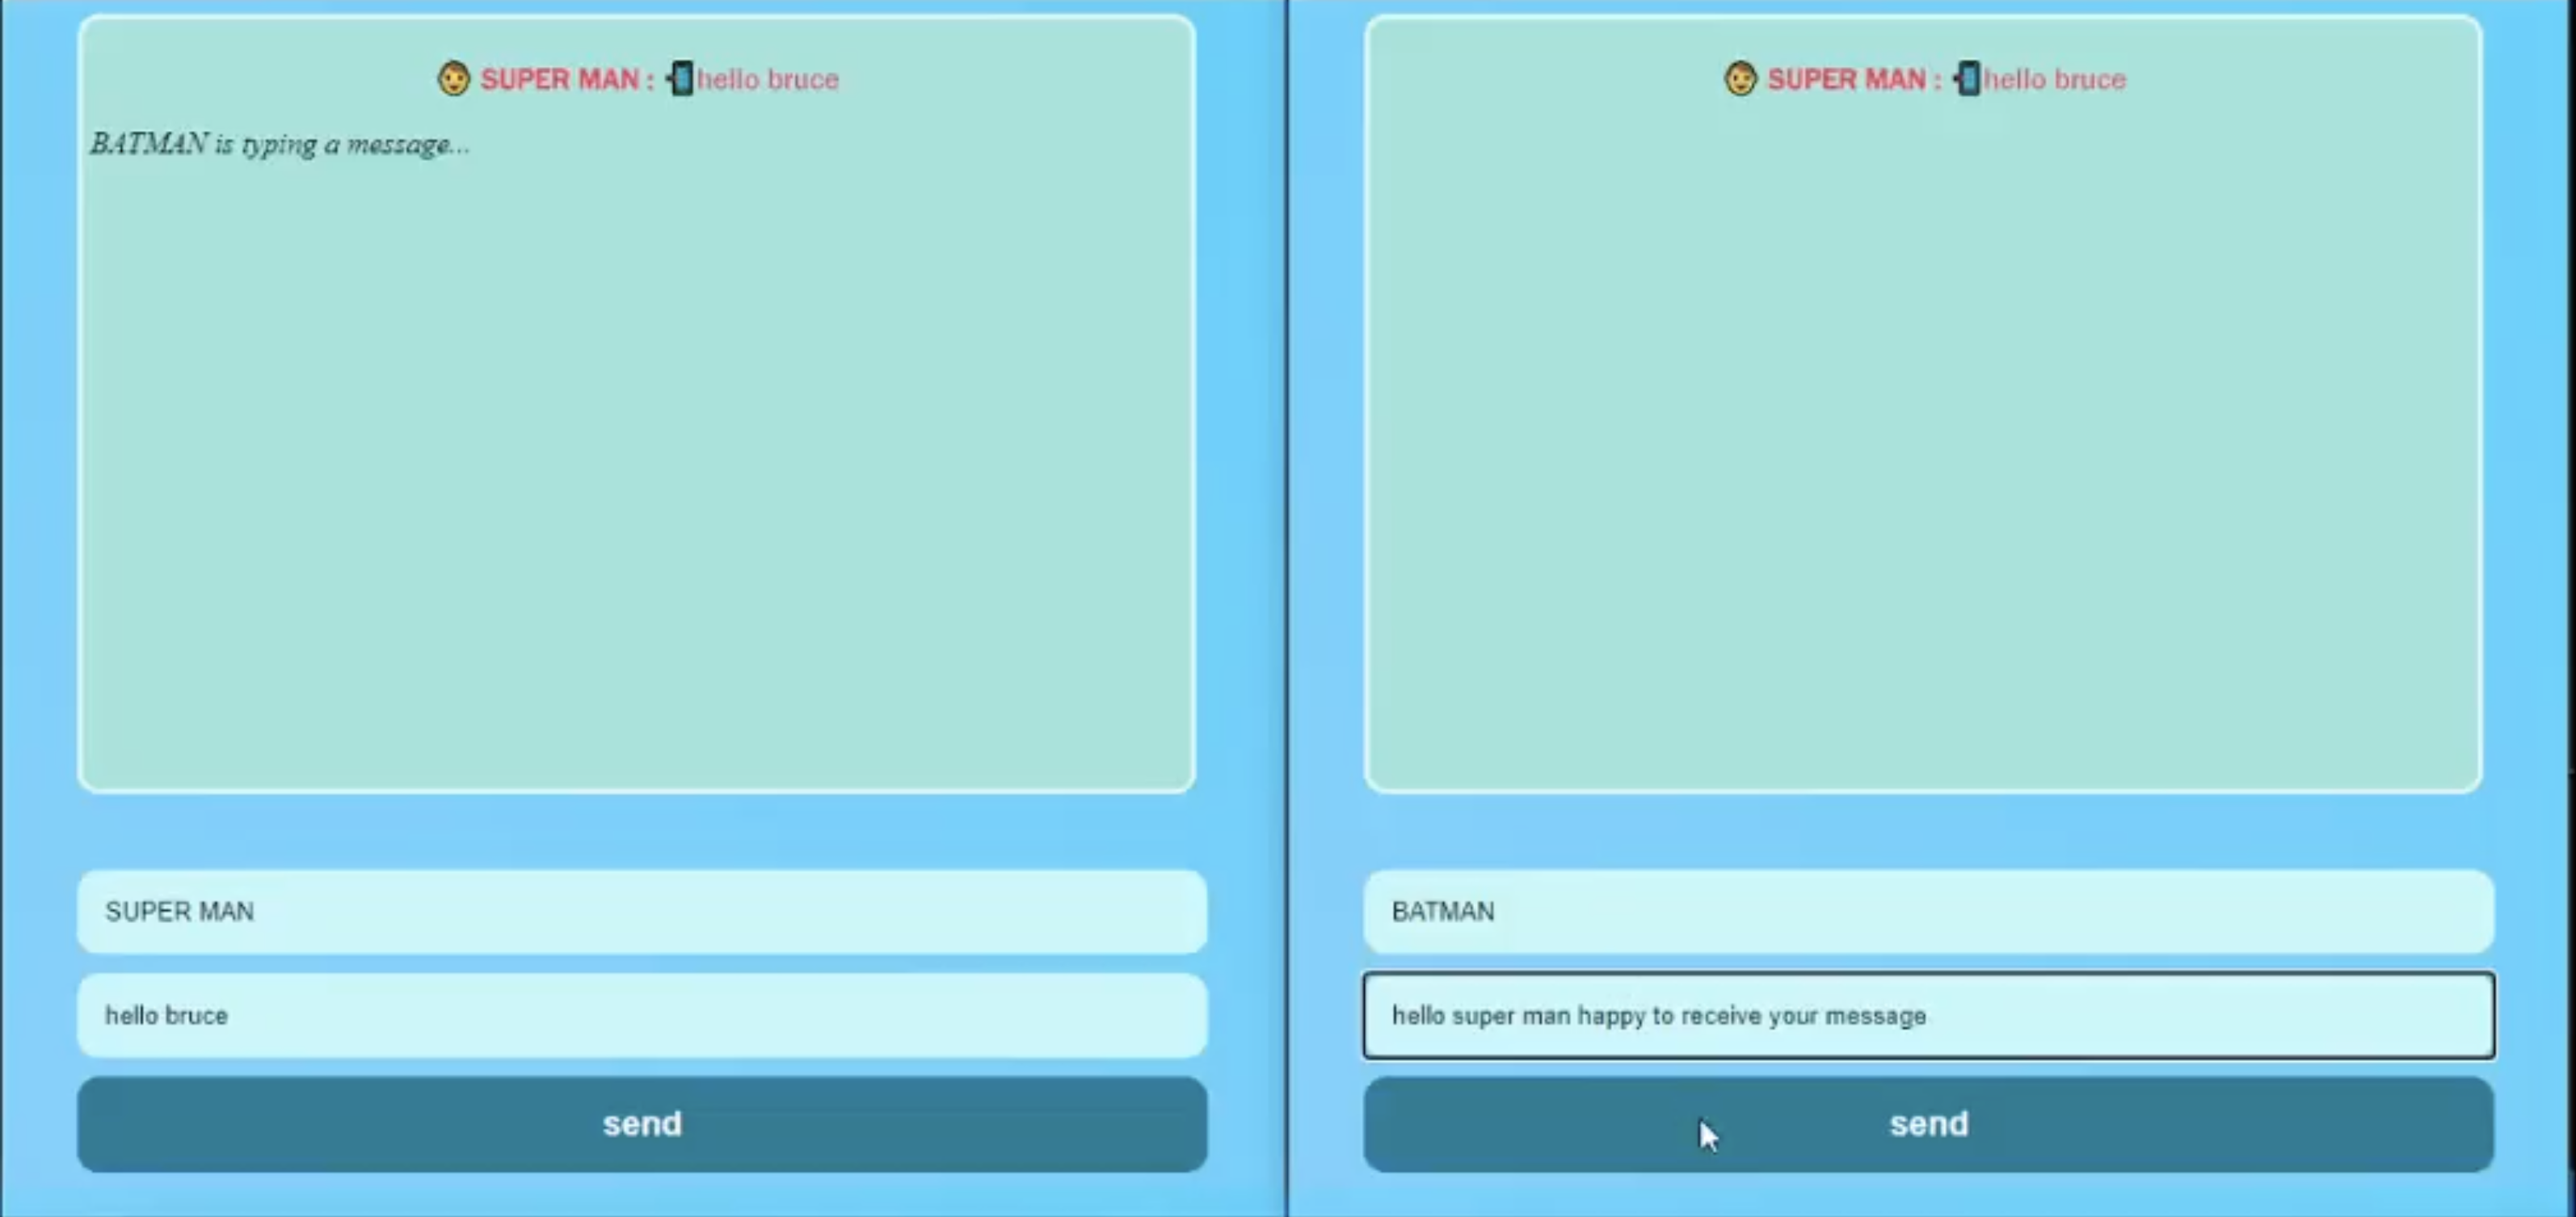 SUPER MAN : hello bruce
BATMAN is typing a message...
SUPER MAN
hello bruce
send
SUPER MAN : hello bruce
BATMAN
hello super man happy to receive your message
send